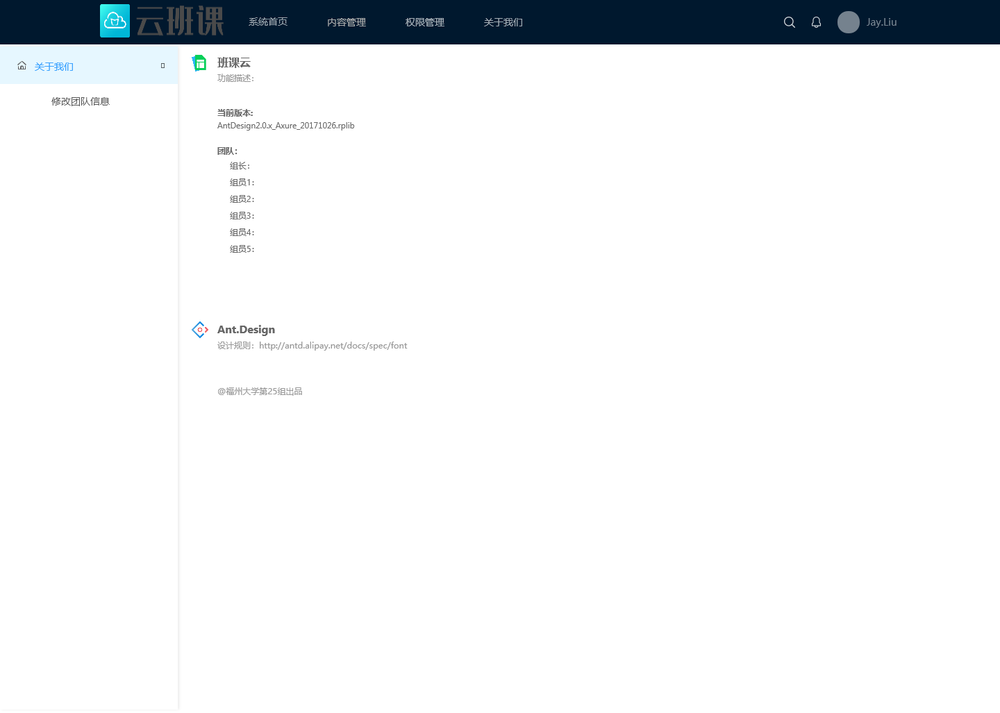 云班课
系统首页
内容管理
权限管理
关于我们
Jay.Liu
关于我们
修改团队信息
班课云
功能描述：
当前版本：
AntDesign2.0.x_Axure_20171026.rplib
团队：
组长：
组员1：
组员2：
组员3：
组员4：
组员5：
Ant.Design
设计规则：http://antd.alipay.net/docs/spec/font
@福州大学第25组出品